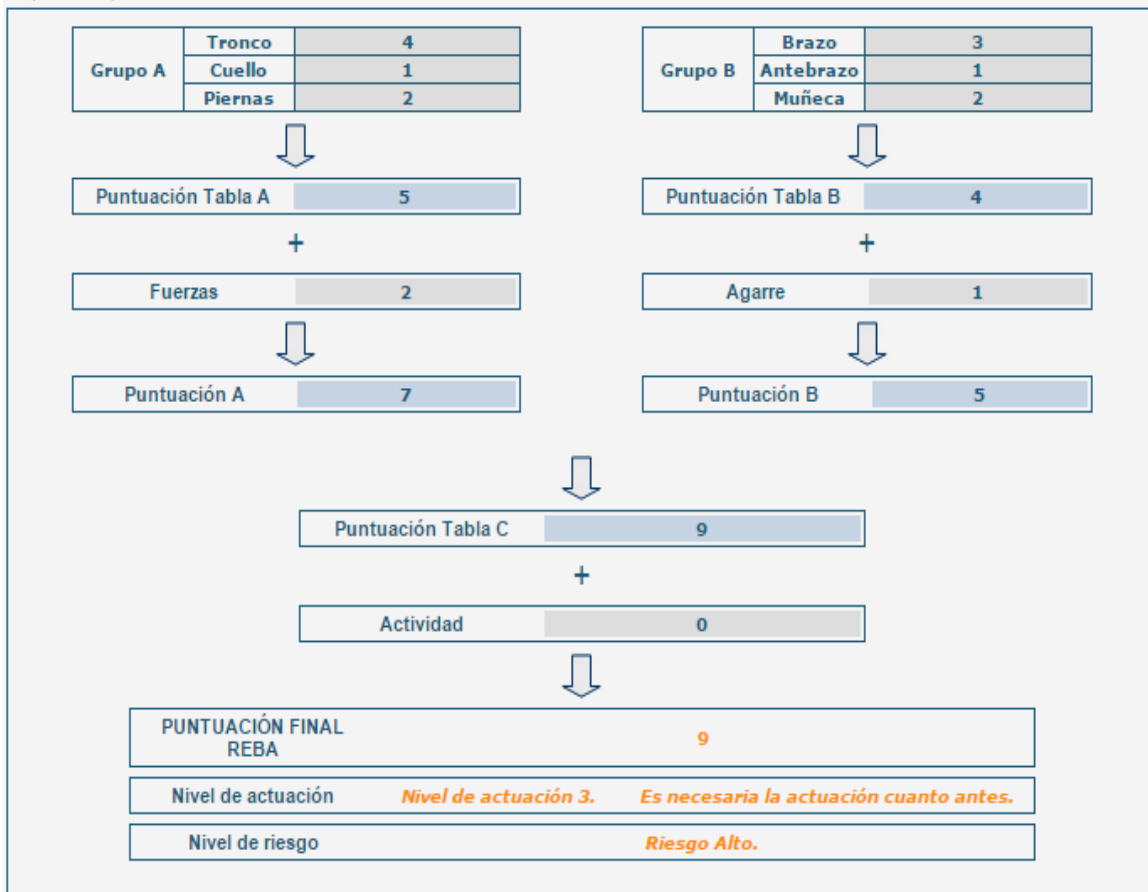 Grupo A
Tronco 4
Cuello 1
Piernas 2
Grupo B
Brazo 3
Antebrazo 1
Muñeca 2
Puntuación Tabla A 5
Puntuación Tabla B 4
+
+
Fuerzas 2
Agarre 1
Puntuación A 7
Puntuación B 5
Puntuación Tabla C 9
+
Actividad 0
PUNTUACIÓN FINAL
REBA
9
Nivel de actuación Nivel de actuación 3. Es necesaria la actuación cuanto antes.
Nivel de riesgo Riesgo Alto.